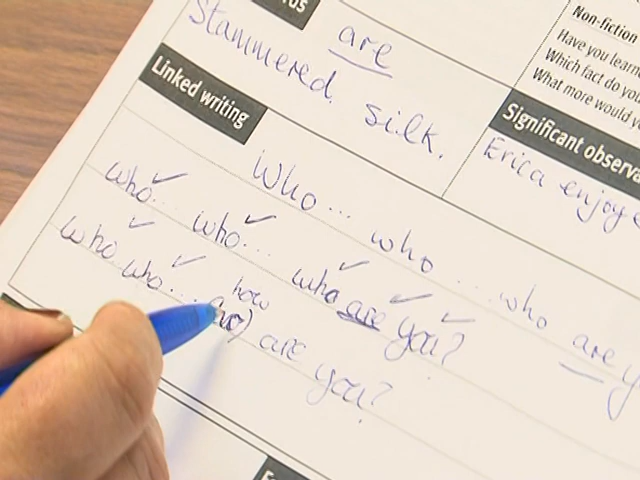 are
Stammered. silk.
Linked writing
Non-fiction
Have you learn
Which fact do you
What more would y
Significant observa
Erica enjoye
Who... who ... who are y
who... who... who are you?
who who... how are you?